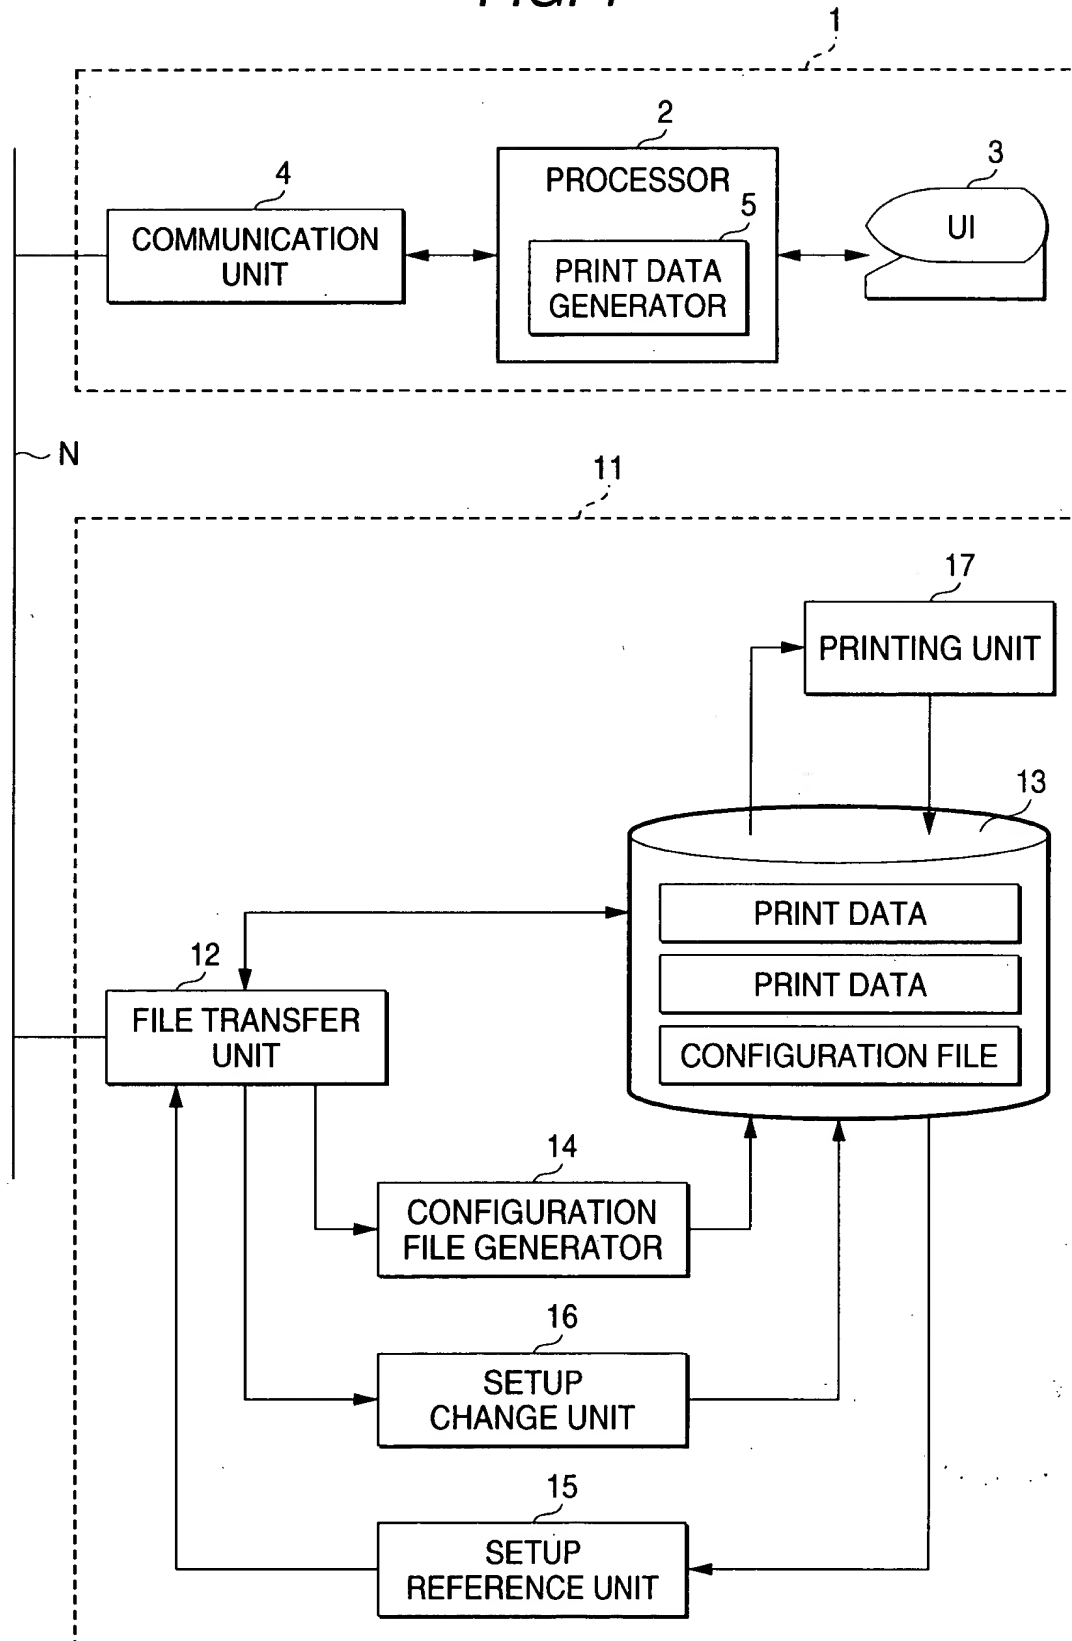 1
2
PROCESSOR
3
UI
4
COMMUNICATION
UNIT
5
PRINT DATA
GENERATOR
N
11
17
PRINTING UNIT
13
PRINT DATA
PRINT DATA
CONFIGURATION FILE
12
FILE TRANSFER
UNIT
14
CONFIGURATION
FILE GENERATOR
16
SETUP
CHANGE UNIT
15
SETUP
REFERENCE UNIT